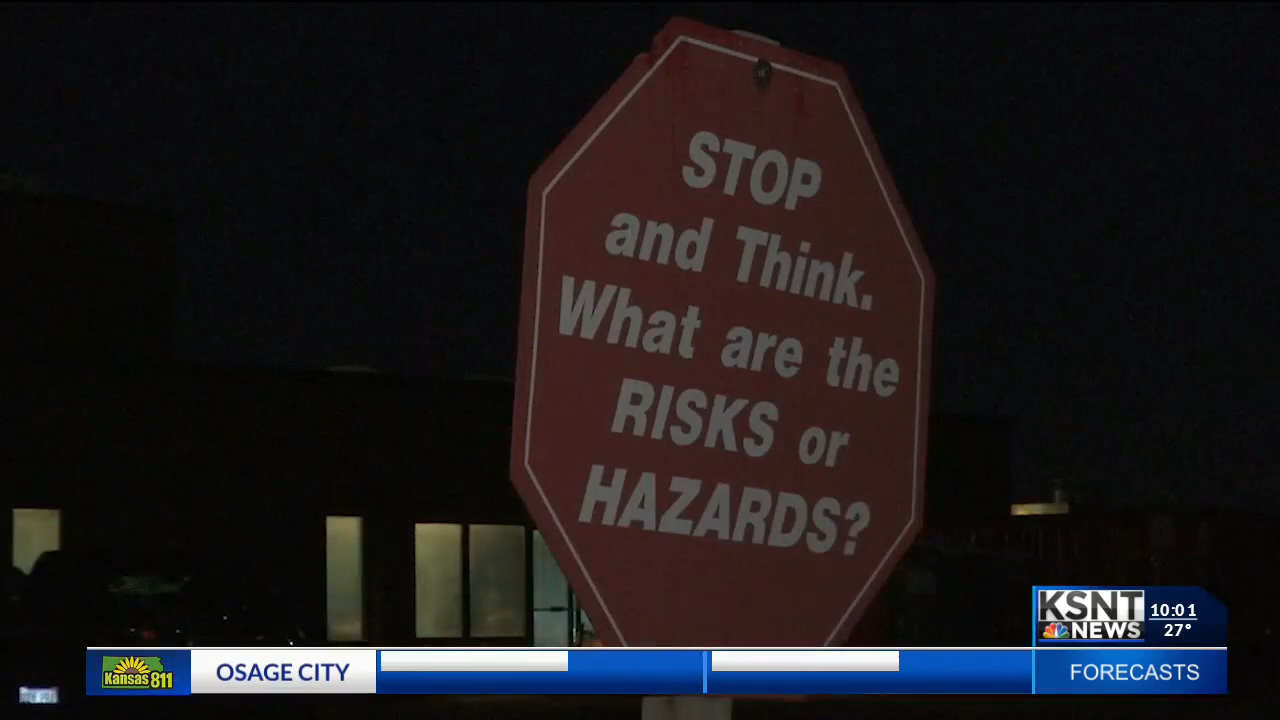 STOP
and Think.
What are the
RISKS or
HAZARDS?
KSNT
NEWS
10:01
27°
Kansas 811
OSAGE CITY
FORECASTS